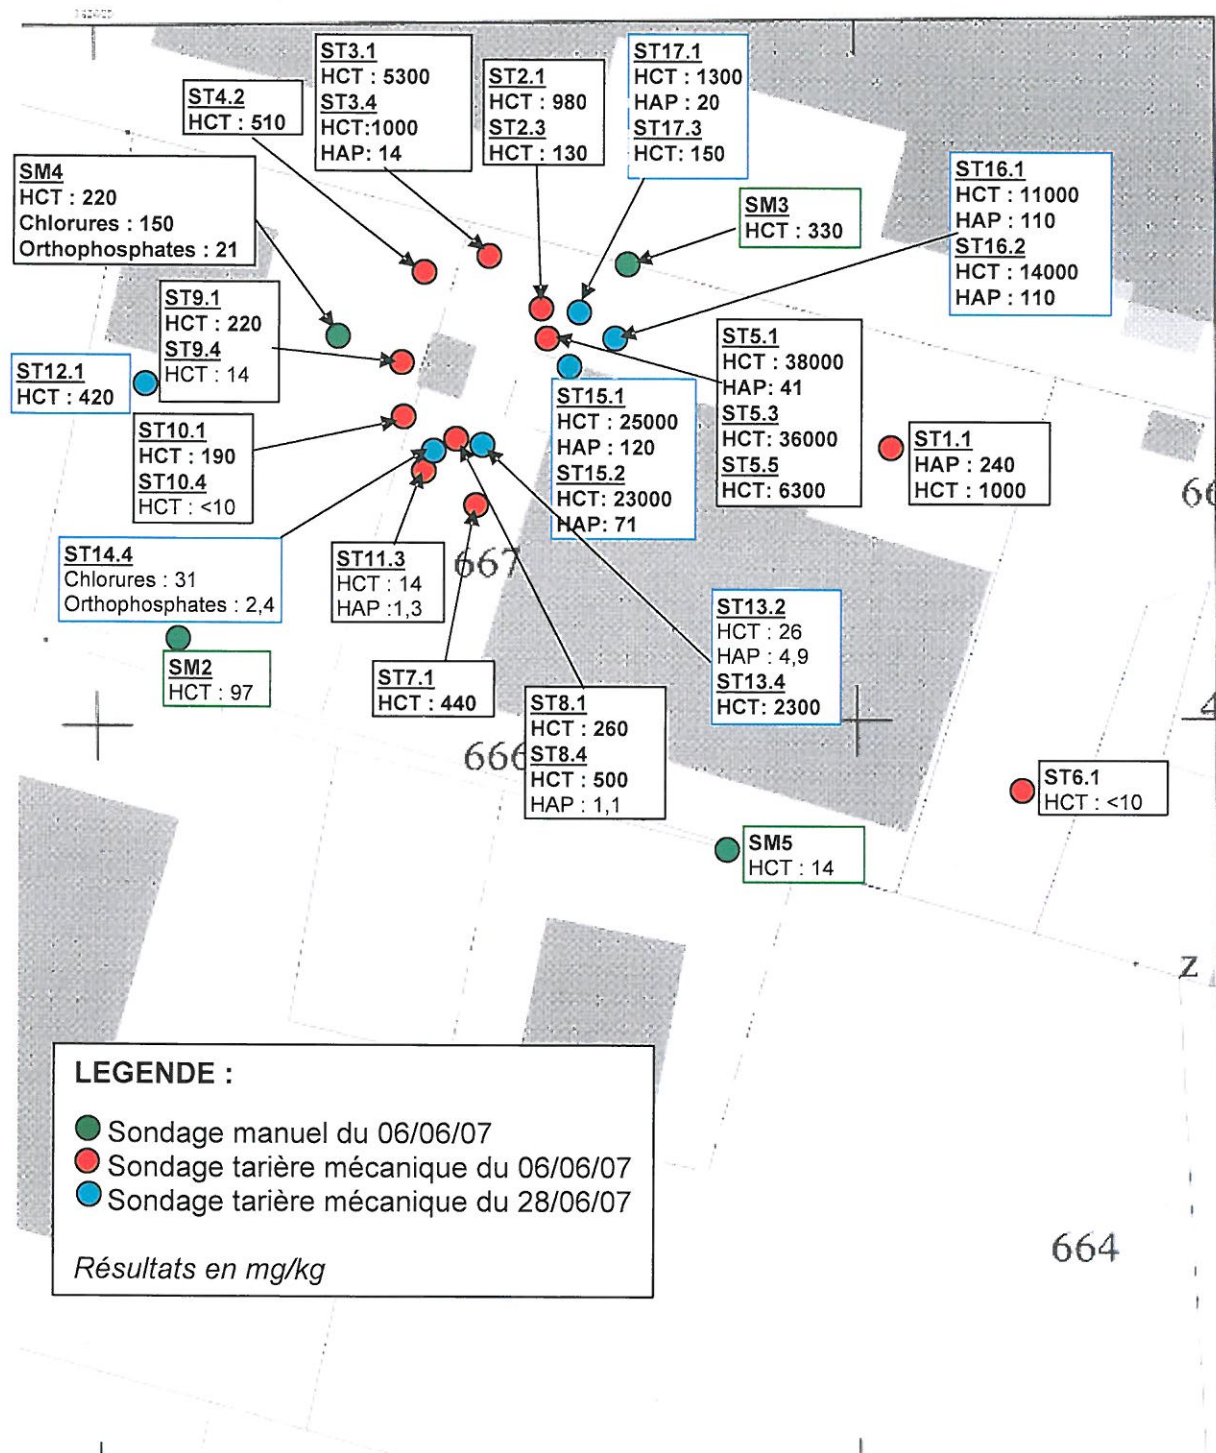 ST3.1
HCT : 5300
ST3.4
HCT:1000
HAP: 14
ST17.1
HCT : 1300
HAP : 20
ST17.3
HCT: 150
ST2.1
HCT : 980
ST2.3
HCT : 130
ST4.2
HCT : 510
SM4
HCT : 220
Chlorures : 150
Orthophosphates : 21
ST16.1
HCT : 11000
HAP : 110
ST16.2
HCT : 14000
HAP : 110
SM3
HCT : 330
ST9.1
HCT : 220
ST9.4
HCT : 14
ST12.1
HCT : 420
ST5.1
HCT : 38000
HAP: 41
ST5.3
HCT: 36000
ST5.5
HCT: 6300
ST15.1
HCT : 25000
HAP : 120
ST15.2
HCT: 23000
HAP: 71
ST10.1
HCT : 190
ST10.4
HCT : <10
ST1.1
HAP : 240
HCT : 1000
66
ST14.4
Chlorures : 31
Orthophosphates : 2,4
ST11.3
HCT : 14
HAP :1,3
667
ST13.2
HCT : 26
HAP : 4,9
ST13.4
HCT: 2300
SM2
HCT : 97
ST7.1
HCT : 440
ST8.1
HCT : 260
ST8.4
HCT : 500
HAP : 1,1
666
4
ST6.1
HCT : <10
SM5
HCT : 14
Z
LEGENDE :
Sondage manuel du 06/06/07
Sondage tarière mécanique du 06/06/07
Sondage tarière mécanique du 28/06/07
Résultats en mg/kg
664